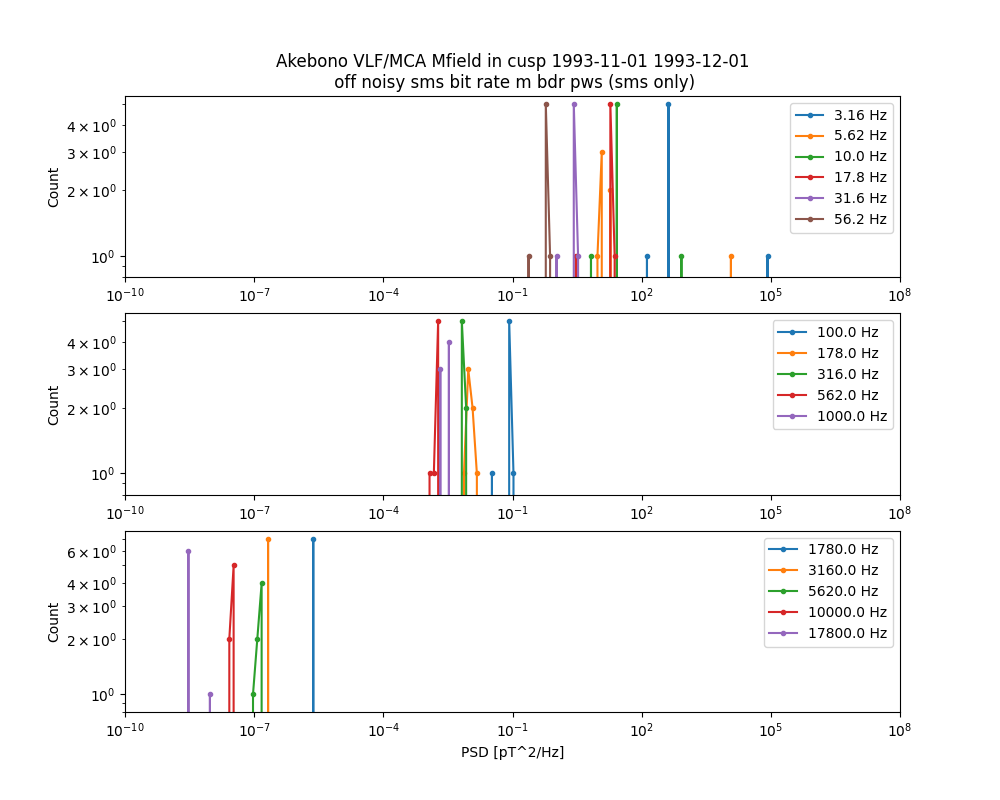 Akebono VLF/MCA Mfield in cusp 1993-11-01 1993-12-01
off noisy sms bit rate m bdr pws (sms only)
Count
4 × 10⁰
3 × 10⁰
2 × 10⁰
10⁰
3.16 Hz
5.62 Hz
10.0 Hz
17.8 Hz
31.6 Hz
56.2 Hz
10⁻¹⁰ 10⁻⁷ 10⁻⁴ 10⁻¹ 10² 10⁵ 10⁸
Count
4 × 10⁰
3 × 10⁰
2 × 10⁰
10⁰
100.0 Hz
178.0 Hz
316.0 Hz
562.0 Hz
1000.0 Hz
10⁻¹⁰ 10⁻⁷ 10⁻⁴ 10⁻¹ 10² 10⁵ 10⁸
Count
6 × 10⁰
4 × 10⁰
3 × 10⁰
2 × 10⁰
10⁰
1780.0 Hz
3160.0 Hz
5620.0 Hz
10000.0 Hz
17800.0 Hz
10⁻¹⁰ 10⁻⁷ 10⁻⁴ 10⁻¹ 10² 10⁵ 10⁸
PSD [pT^2/Hz]